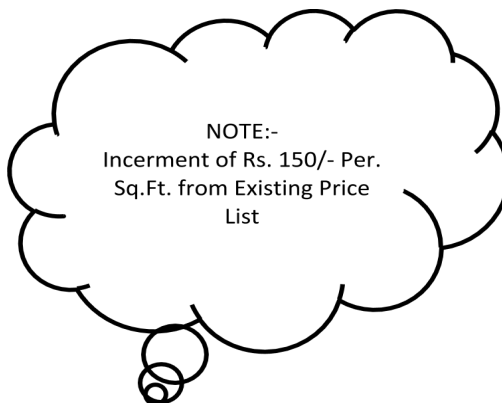 NOTE:-
Incerment of Rs. 150/- Per.
Sq.Ft. from Existing Price
List